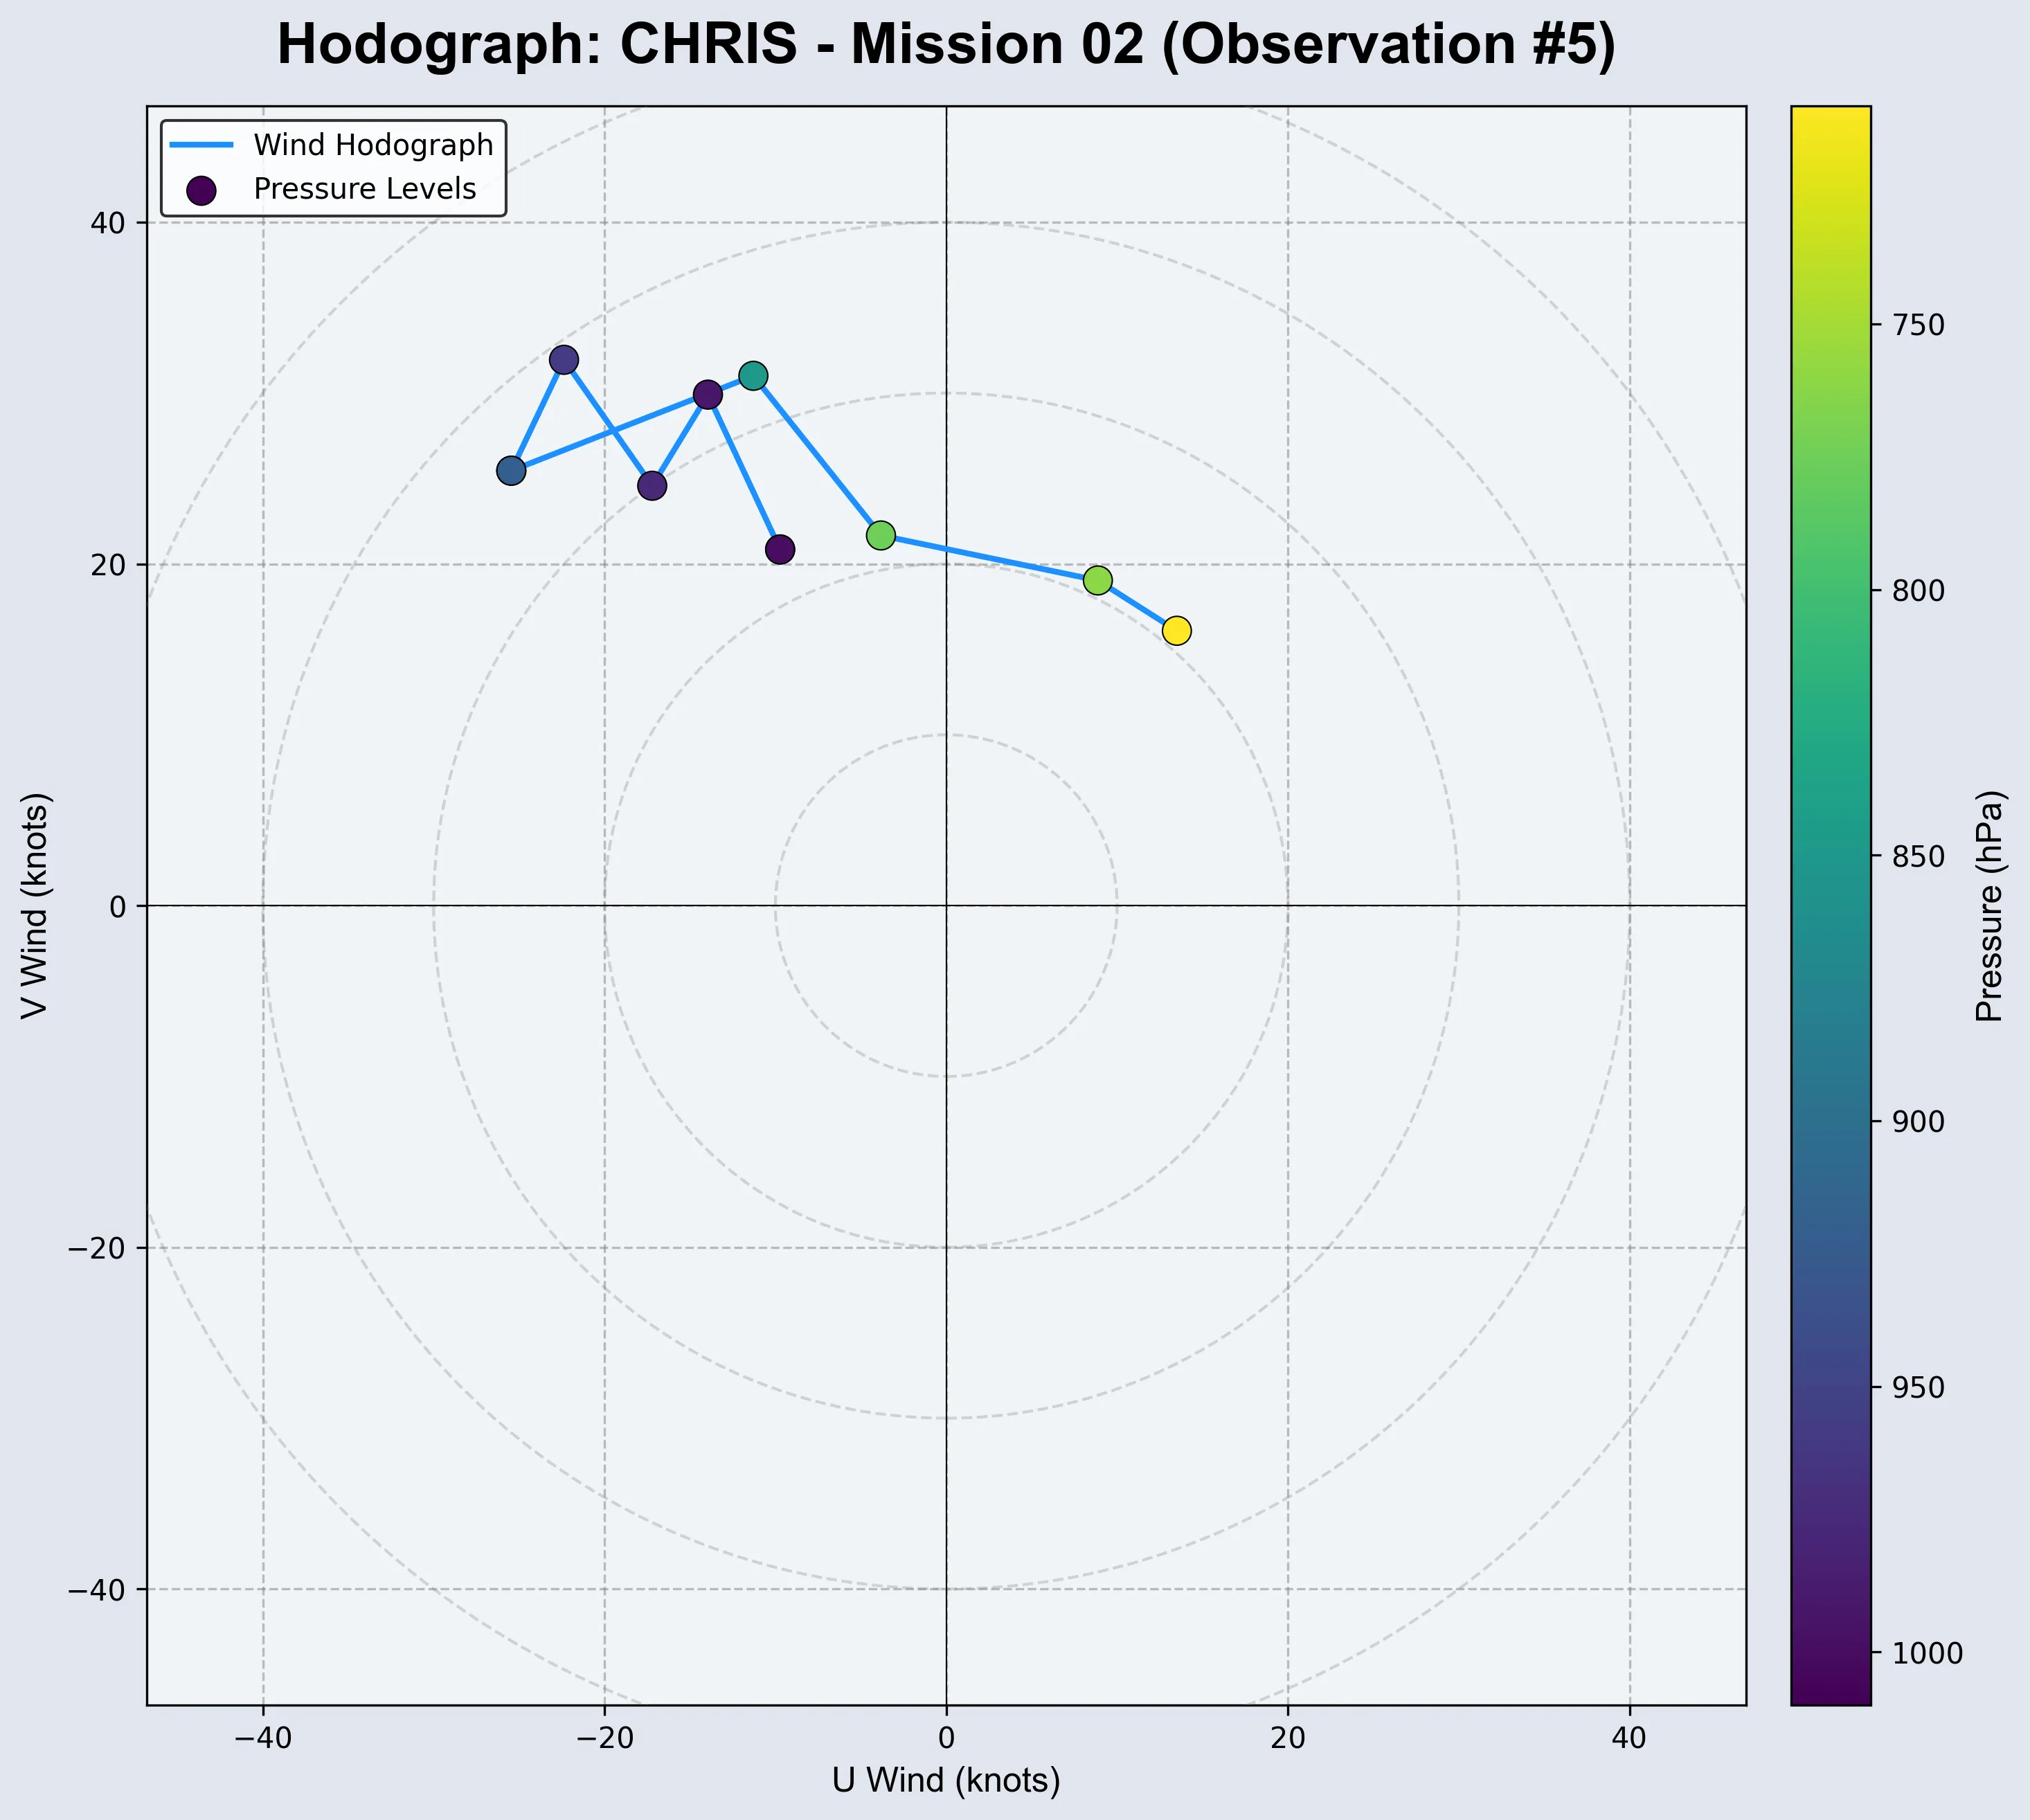 Hodograph: CHRIS - Mission 02 (Observation #5)
Wind Hodograph
Pressure Levels
40
20
0
−20
−40
V Wind (knots)
−40
−20
0
20
40
U Wind (knots)
750
800
850
900
950
1000
Pressure (hPa)